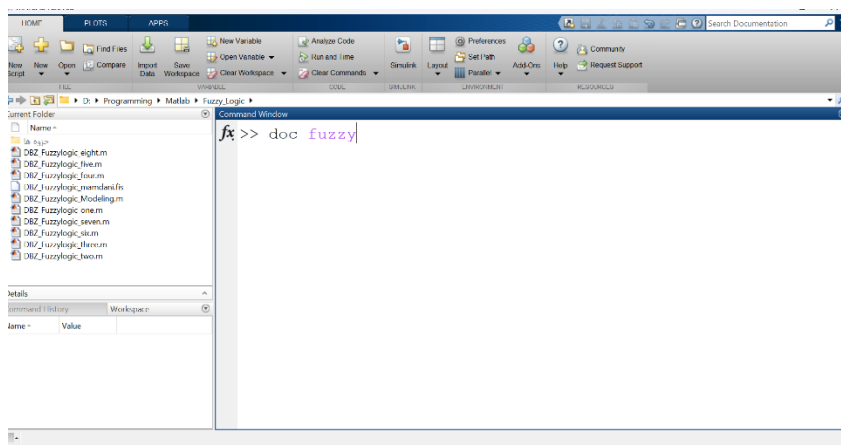 HOME PLOTS APPS
Search Documentation
New Script
New
Open
Find Files
Compare
Import Data
Save Workspace
New Variable
Open Variable
Clear Workspace
Analyze Code
Run and Time
Clear Commands
Simulink
Layout
Preferences
Set Path
Parallel
Add-Ons
Help
Community
Request Support
FILE VARIABLE CODE SIMULINK ENVIRONMENT RESOURCES
D: Programming Matlab Fuzzy_Logic
Current Folder
Name
DBZ_Fuzzylogic_eight.m
DBZ_Fuzzylogic_five.m
DBZ_Fuzzylogic_four.m
DBZ_Fuzzylogic_mamdani.fis
DBZ_Fuzzylogic_Modeling.m
DBZ_Fuzzylogic_one.m
DBZ_Fuzzylogic_seven.m
DBZ_Fuzzylogic_six.m
DBZ_Fuzzylogic_three.m
DBZ_Fuzzylogic_two.m
Details
Command History Workspace
Name Value
Command Window
fx >> doc fuzzy